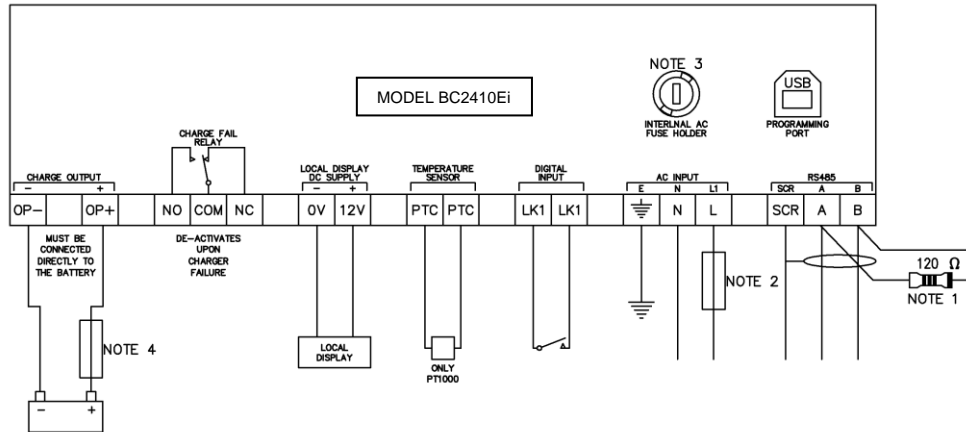 NOTE 3
USB
MODEL BC2410Ei
INTERLNAL AC
FUSE HOLDER
PROGRAMMING
PORT
CHARGE FAIL
RELAY
CHARGE OUTPUT
- +
LOCAL DISPLAY
DC SUPPLY
- +
TEMPERATURE
SENSOR
DIGITAL
INPUT
AC INPUT
E N L1
RS485
SCR A B
OP- OP+ NO COM NC 0V 12V PTC PTC LK1 LK1 N L SCR A B
MUST BE
CONNECTED
DIRECTLY TO
THE BATTERY
DE-ACTIVATES
UPON
CHARGER
FAILURE
NOTE 2
120 Ω
NOTE 1
NOTE 4
LOCAL
DISPLAY
ONLY
PT1000
- +